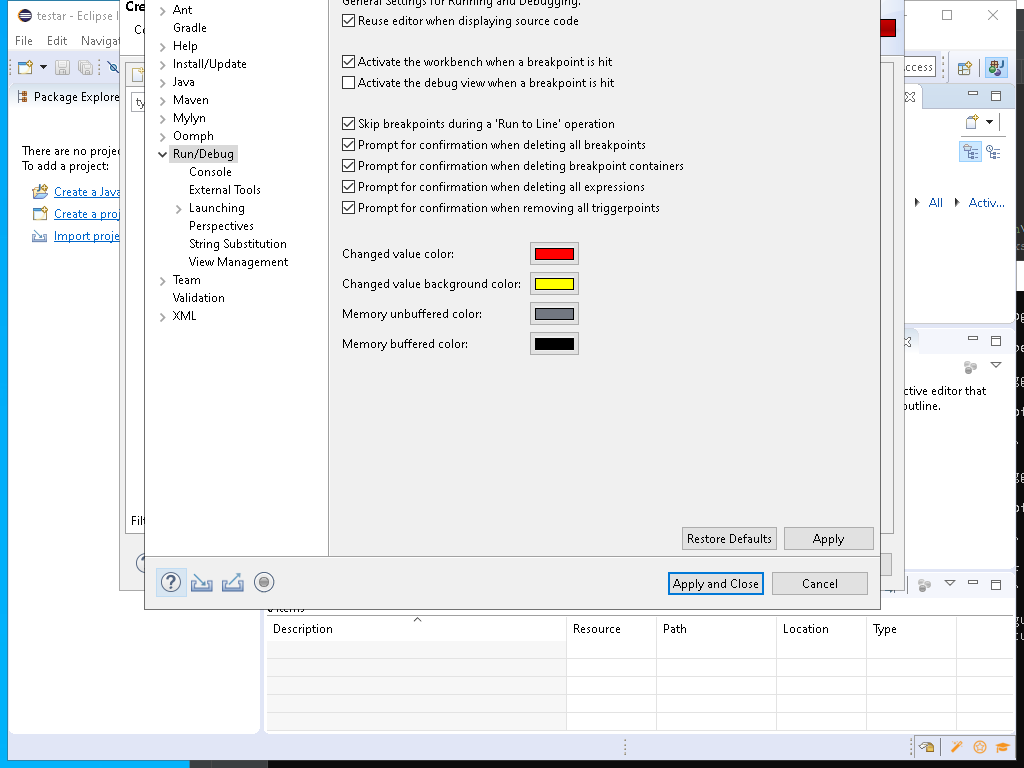 testar - Eclipse I
File Edit Navigat
Package Explore
There are no projec
To add a project:
Create a Java
Create a proj
Import proje
Cre
Ant
Gradle
Help
Install/Update
Java
Maven
Mylyn
Oomph
Run/Debug
Console
External Tools
Launching
Perspectives
String Substitution
View Management
Team
Validation
XML
General Settings for Running and Debugging.
Reuse editor when displaying source code
Activate the workbench when a breakpoint is hit
Activate the debug view when a breakpoint is hit
Skip breakpoints during a 'Run to Line' operation
Prompt for confirmation when deleting all breakpoints
Prompt for confirmation when deleting breakpoint containers
Prompt for confirmation when deleting all expressions
Prompt for confirmation when removing all triggerpoints
Changed value color:
Changed value background color:
Memory unbuffered color:
Memory buffered color:
Restore Defaults Apply
Apply and Close Cancel
ccess
All Activ...
ctive editor that
outline.
Filt
Description Resource Path Location Type